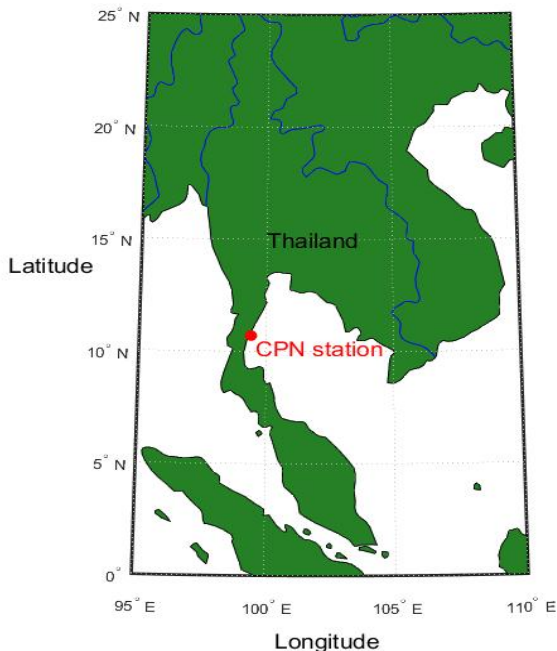 25° N
20° N
15° N
Thailand
Latitude
CPN station
10° N
5° N
0°
95° E 100° E 105° E 110° E
Longitude